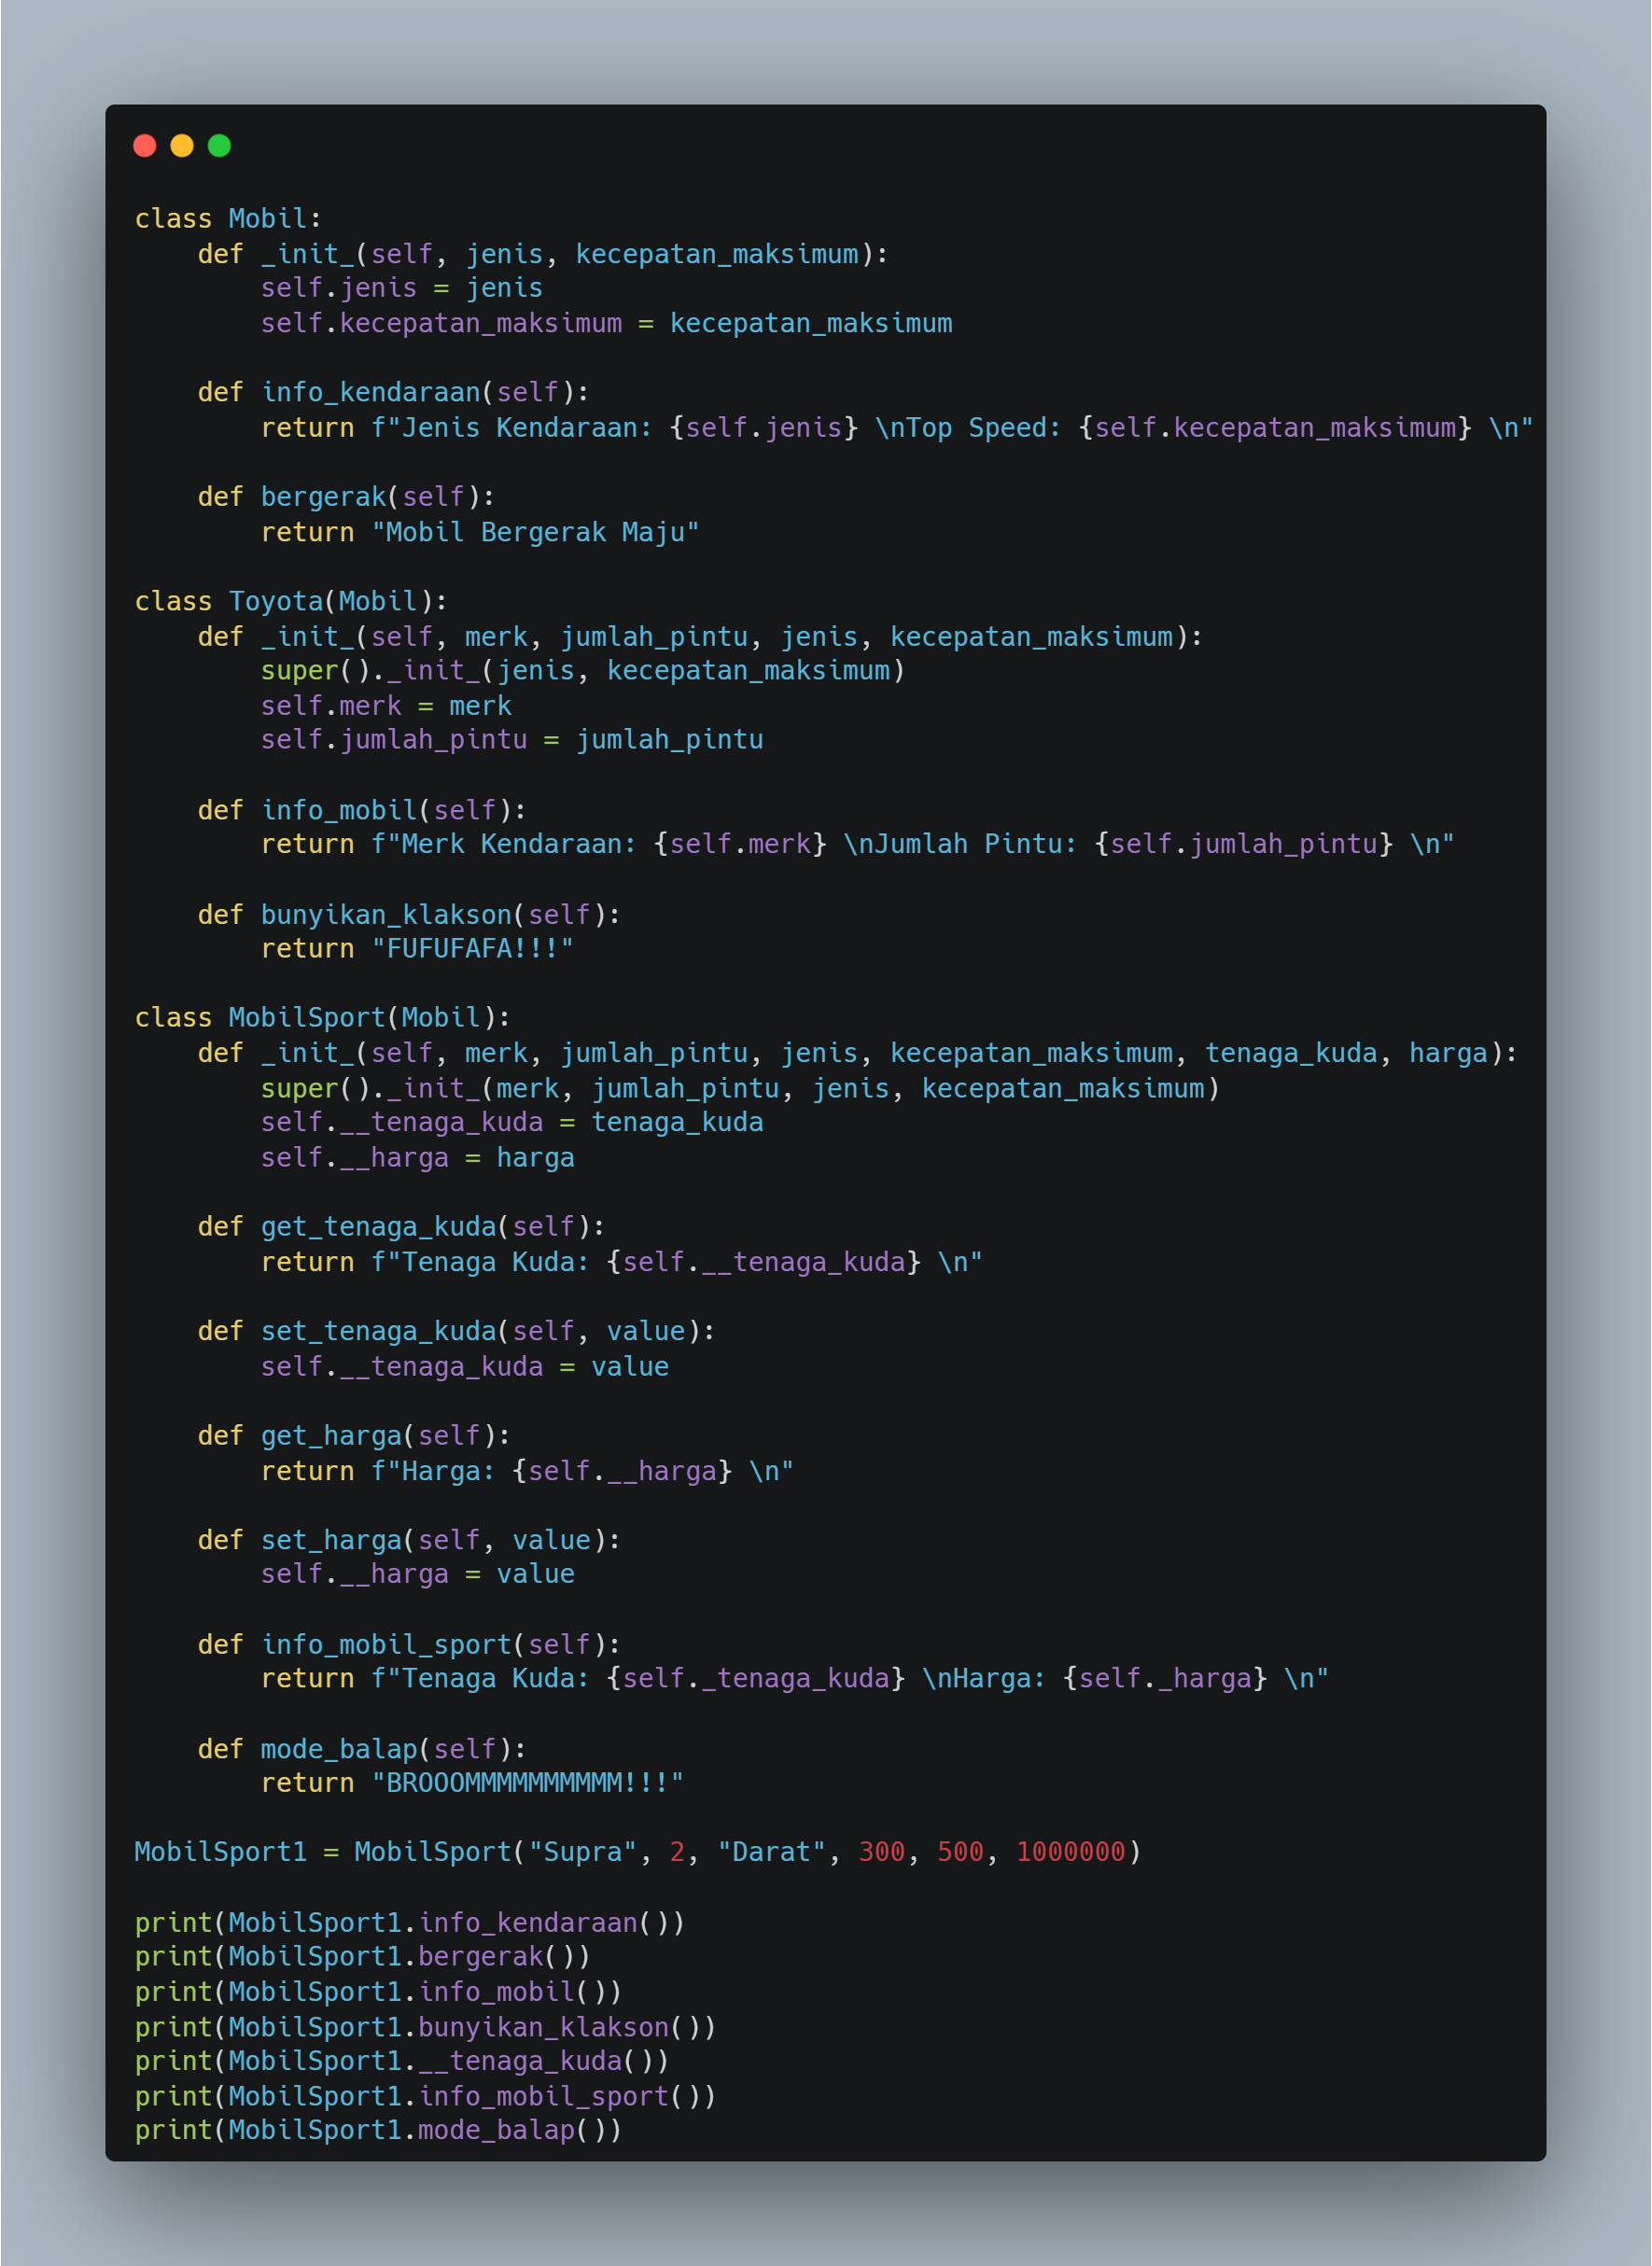 class Mobil:
    def _init_(self, jenis, kecepatan_maksimum):
        self.jenis = jenis
        self.kecepatan_maksimum = kecepatan_maksimum

    def info_kendaraan(self):
        return f"Jenis Kendaraan: {self.jenis} \nTop Speed: {self.kecepatan_maksimum} \n"

    def bergerak(self):
        return "Mobil Bergerak Maju"

class Toyota(Mobil):
    def _init_(self, merk, jumlah_pintu, jenis, kecepatan_maksimum):
        super()._init_(jenis, kecepatan_maksimum)
        self.merk = merk
        self.jumlah_pintu = jumlah_pintu

    def info_mobil(self):
        return f"Merk Kendaraan: {self.merk} \nJumlah Pintu: {self.jumlah_pintu} \n"

    def bunyikan_klakson(self):
        return "FUFUFAFA!!!"

class MobilSport(Mobil):
    def _init_(self, merk, jumlah_pintu, jenis, kecepatan_maksimum, tenaga_kuda, harga):
        super()._init_(merk, jumlah_pintu, jenis, kecepatan_maksimum)
        self.__tenaga_kuda = tenaga_kuda
        self.__harga = harga

    def get_tenaga_kuda(self):
        return f"Tenaga Kuda: {self.__tenaga_kuda} \n"

    def set_tenaga_kuda(self, value):
        self.__tenaga_kuda = value

    def get_harga(self):
        return f"Harga: {self.__harga} \n"

    def set_harga(self, value):
        self.__harga = value

    def info_mobil_sport(self):
        return f"Tenaga Kuda: {self._tenaga_kuda} \nHarga: {self._harga} \n"

    def mode_balap(self):
        return "BROOOMMMMMMMMMM!!!"

MobilSport1 = MobilSport("Supra", 2, "Darat", 300, 500, 1000000)

print(MobilSport1.info_kendaraan())
print(MobilSport1.bergerak())
print(MobilSport1.info_mobil())
print(MobilSport1.bunyikan_klakson())
print(MobilSport1.__tenaga_kuda())
print(MobilSport1.info_mobil_sport())
print(MobilSport1.mode_balap())